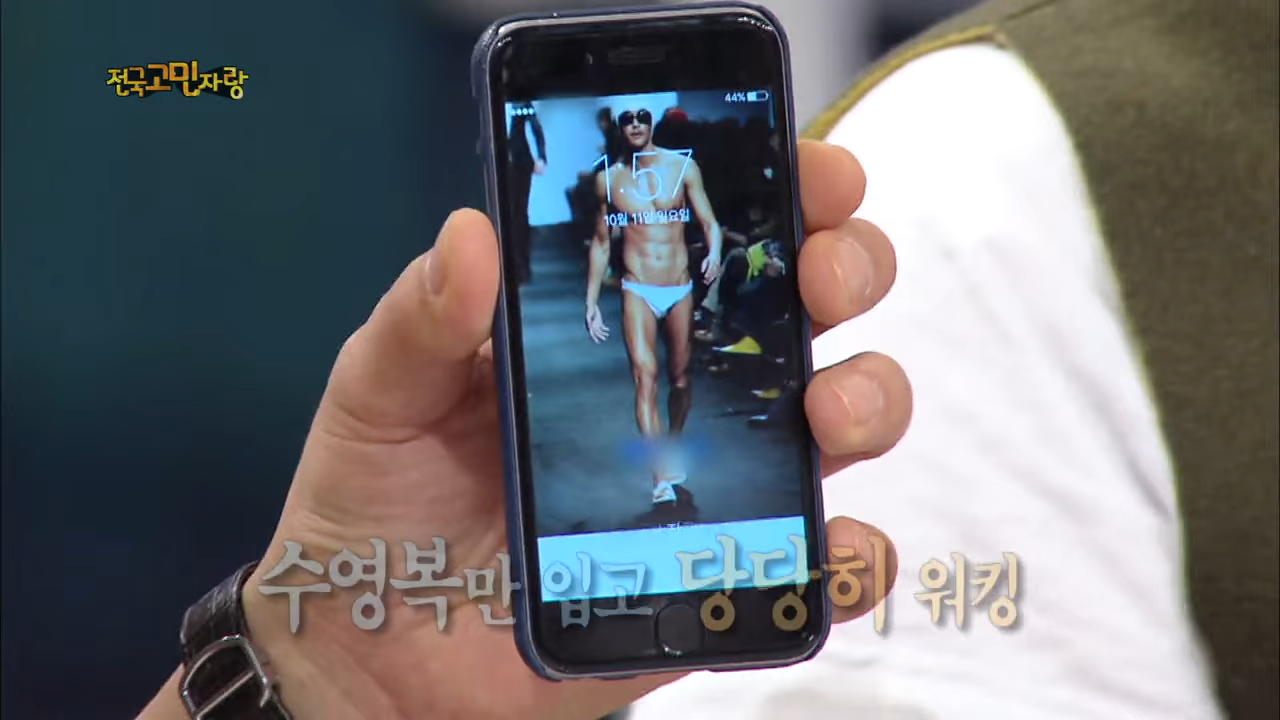 전국고민자랑
44%
1:57
10월 11일 일요일
수영복만 입고 당당히 워킹